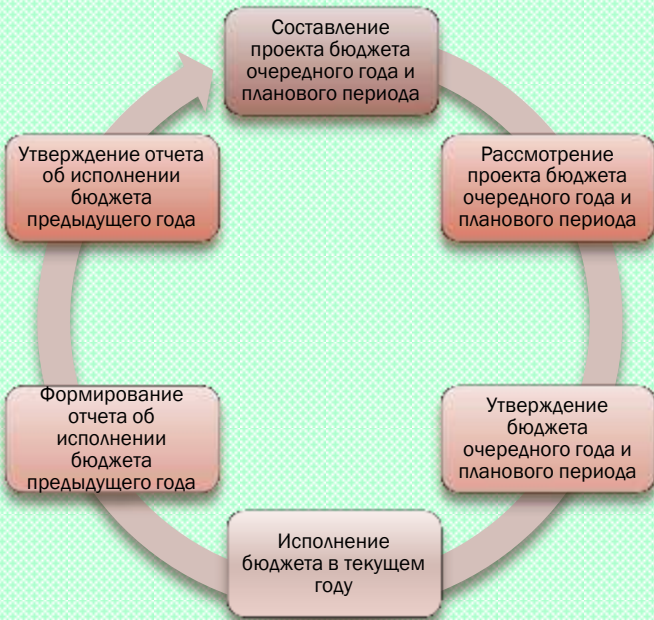 Составление
проекта бюджета
очередного года и
планового периода
Рассмотрение
проекта бюджета
очередного года и
планового периода
Утверждение
бюджета
очередного года и
планового периода
Исполнение
бюджета в текущем
году
Формирование
отчета об
исполнении
бюджета
предыдущего года
Утверждение отчета
об исполнении
бюджета
предыдущего года